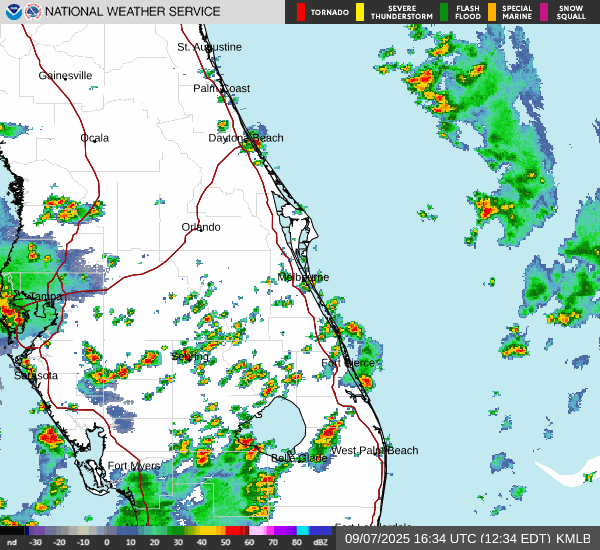 NATIONAL WEATHER SERVICE
TORNADO
SEVERE THUNDERSTORM
FLASH FLOOD
SPECIAL MARINE
SNOW SQUALL
St. Augustine
Gainesville
Palm Coast
Ocala
Daytona Beach
Orlando
Melbourne
Tampa
Sebring
Fort Pierce
Sarasota
West Palm Beach
Belle Glade
Fort Myers
nd -30 -20 -10 0 10 20 30 40 50 60 70 80 dBZ
09/07/2025 16:34 UTC (12:34 EDT) KMLB